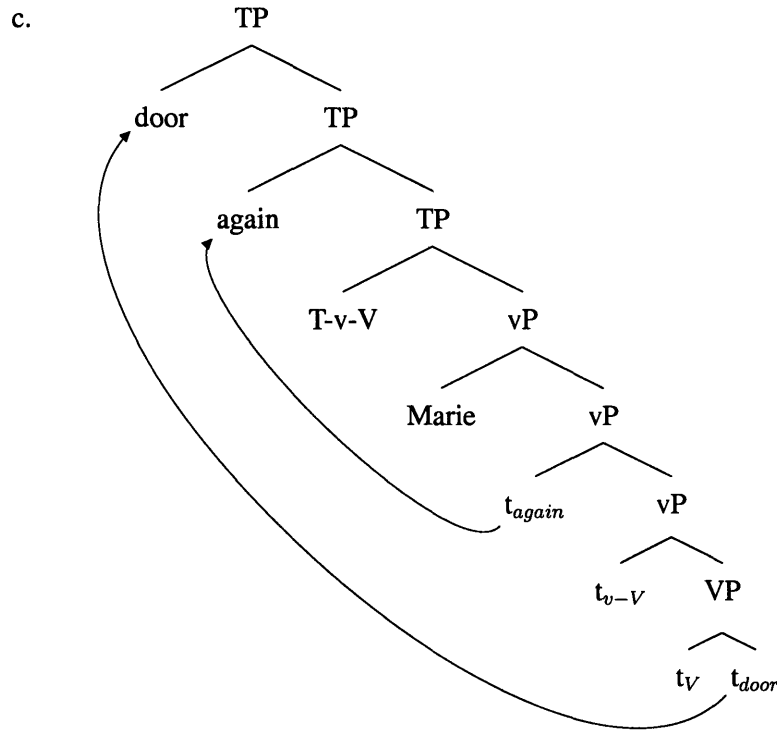 c. TP
door TP
again TP
T-v-V vP
Marie vP
t_again vP
t_v−V VP
t_V t_door